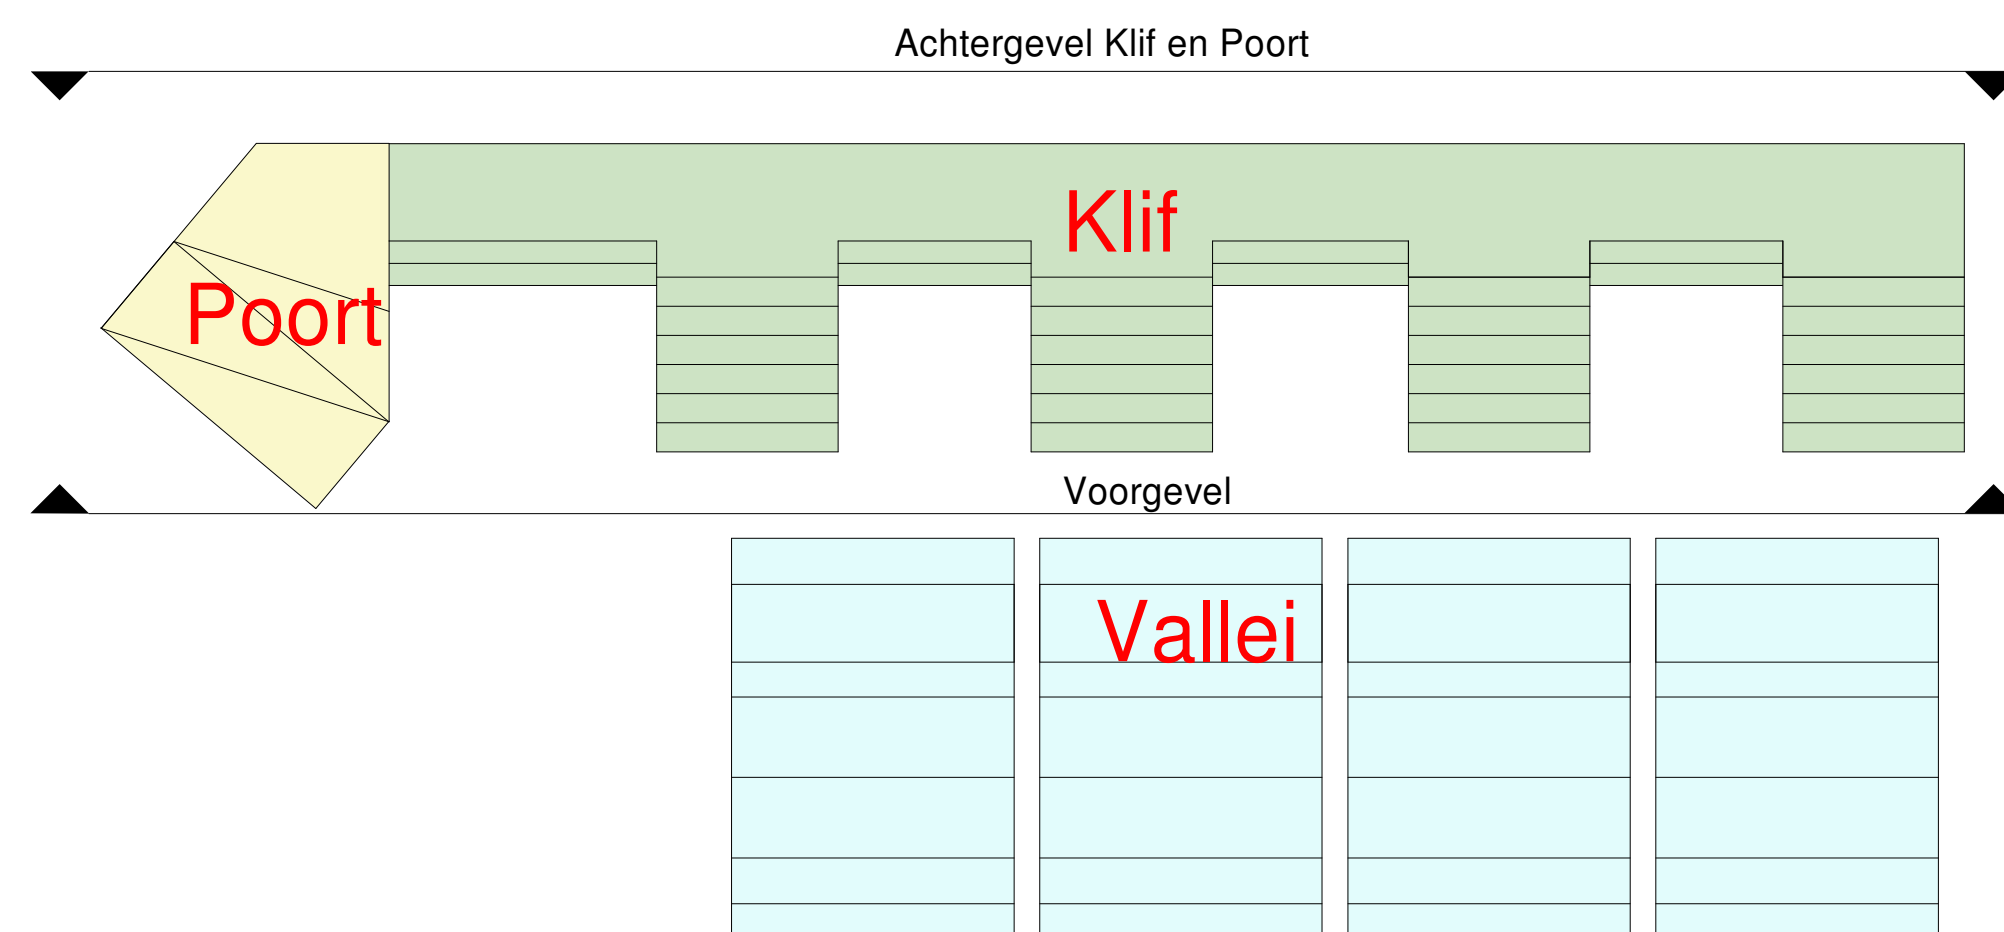 Achtergevel Klif en Poort
Klif
Poort
Voorgevel
Vallei